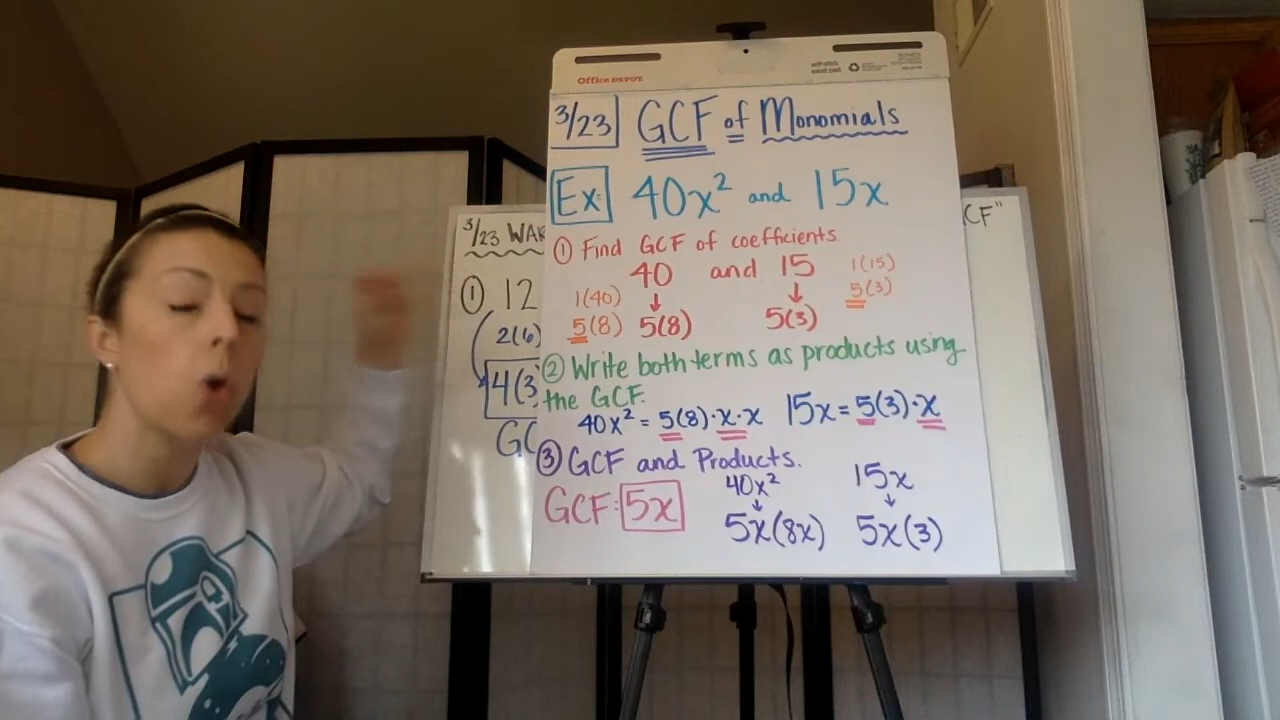 Office DEPOT
3/23 GCF of Monomials
Ex: 40x² and 15x
① Find GCF of coefficients
40 and 15
1(40) ↓ ↓ 1(15)
5(8) 5(8) 5(3) 5(3)
② Write both terms as products using
the GCF.
40x² = 5(8)·x·x 15x = 5(3)·x
③ GCF and Products.
40x² 15x
↓ ↓
GCF: 5x 5x(8x) 5x(3)
3/23 WAR
① 12
2(6)
4(3
GC
CF"